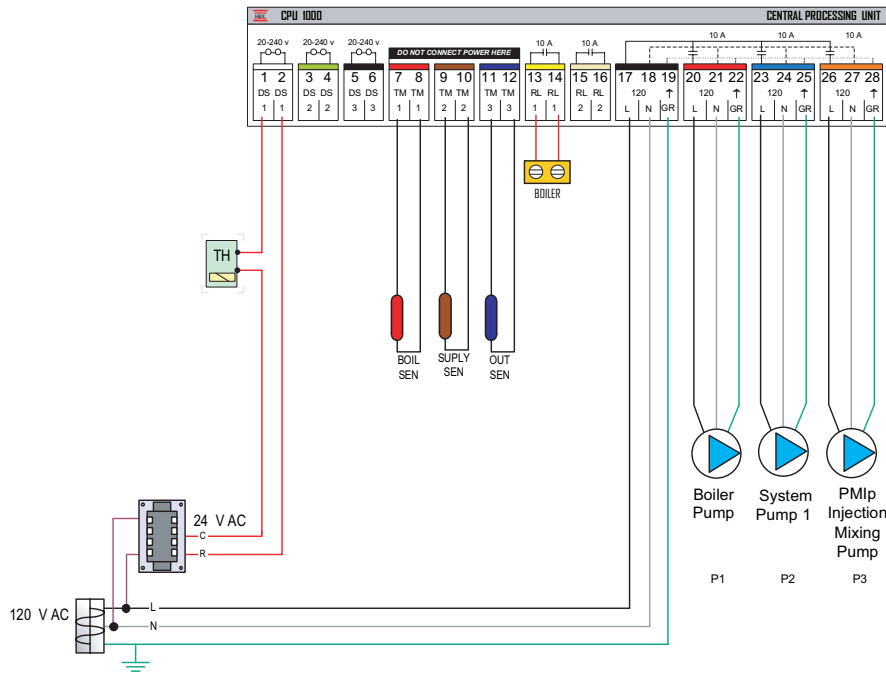 HBX CPU 1000 CENTRAL PROCESSING UNIT
20-240 v 20-240 v 20-240 v DO NOT CONNECT POWER HERE 10 A 10 A 10 A 10 A 10 A
1 2 3 4 5 6 7 8 9 10 11 12 13 14 15 16 17 18 19 20 21 22 23 24 25 26 27 28
DS DS DS DS DS DS TM TM TM TM TM TM RL RL RL RL 120 ↑ 120 ↑ 120 ↑ 120 ↑
1 1 2 2 3 3 1 1 2 2 3 3 1 1 2 2 L N GR L N GR L N GR L N GR
BOILER
TH
BOIL
SEN
SUPLY
SEN
OUT
SEN
Boiler
Pump
System
Pump 1
PMIp
Injection
Mixing
Pump
P1
P2
P3
24 V AC
C
R
120 V AC
L
N